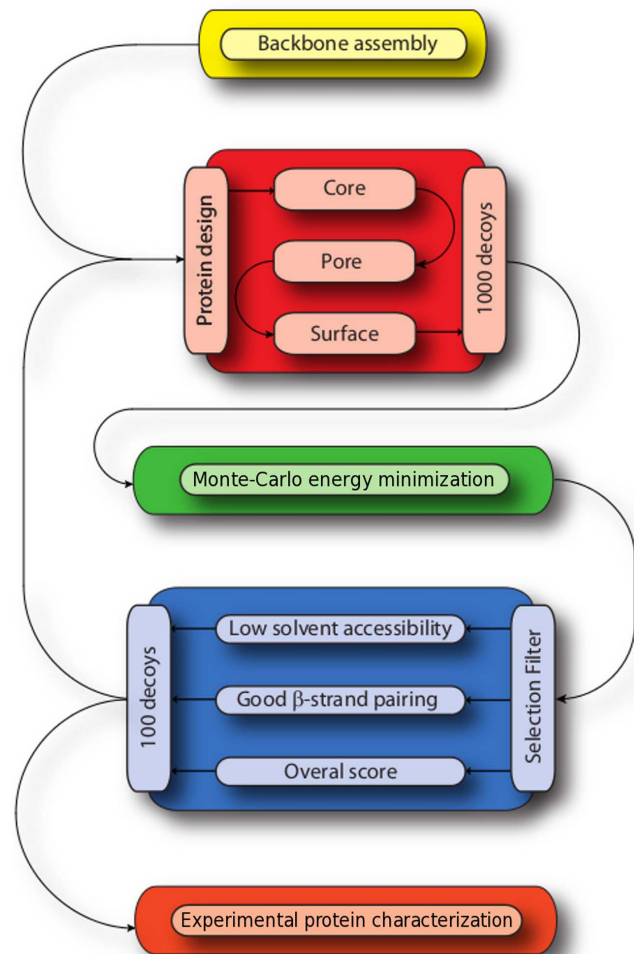 Backbone assembly
Protein design
Core
Pore
Surface
1000 decoys
Monte-Carlo energy minimization
Selection Filter
Low solvent accessibility
Good β-strand pairing
Overal score
100 decoys
Experimental protein characterization